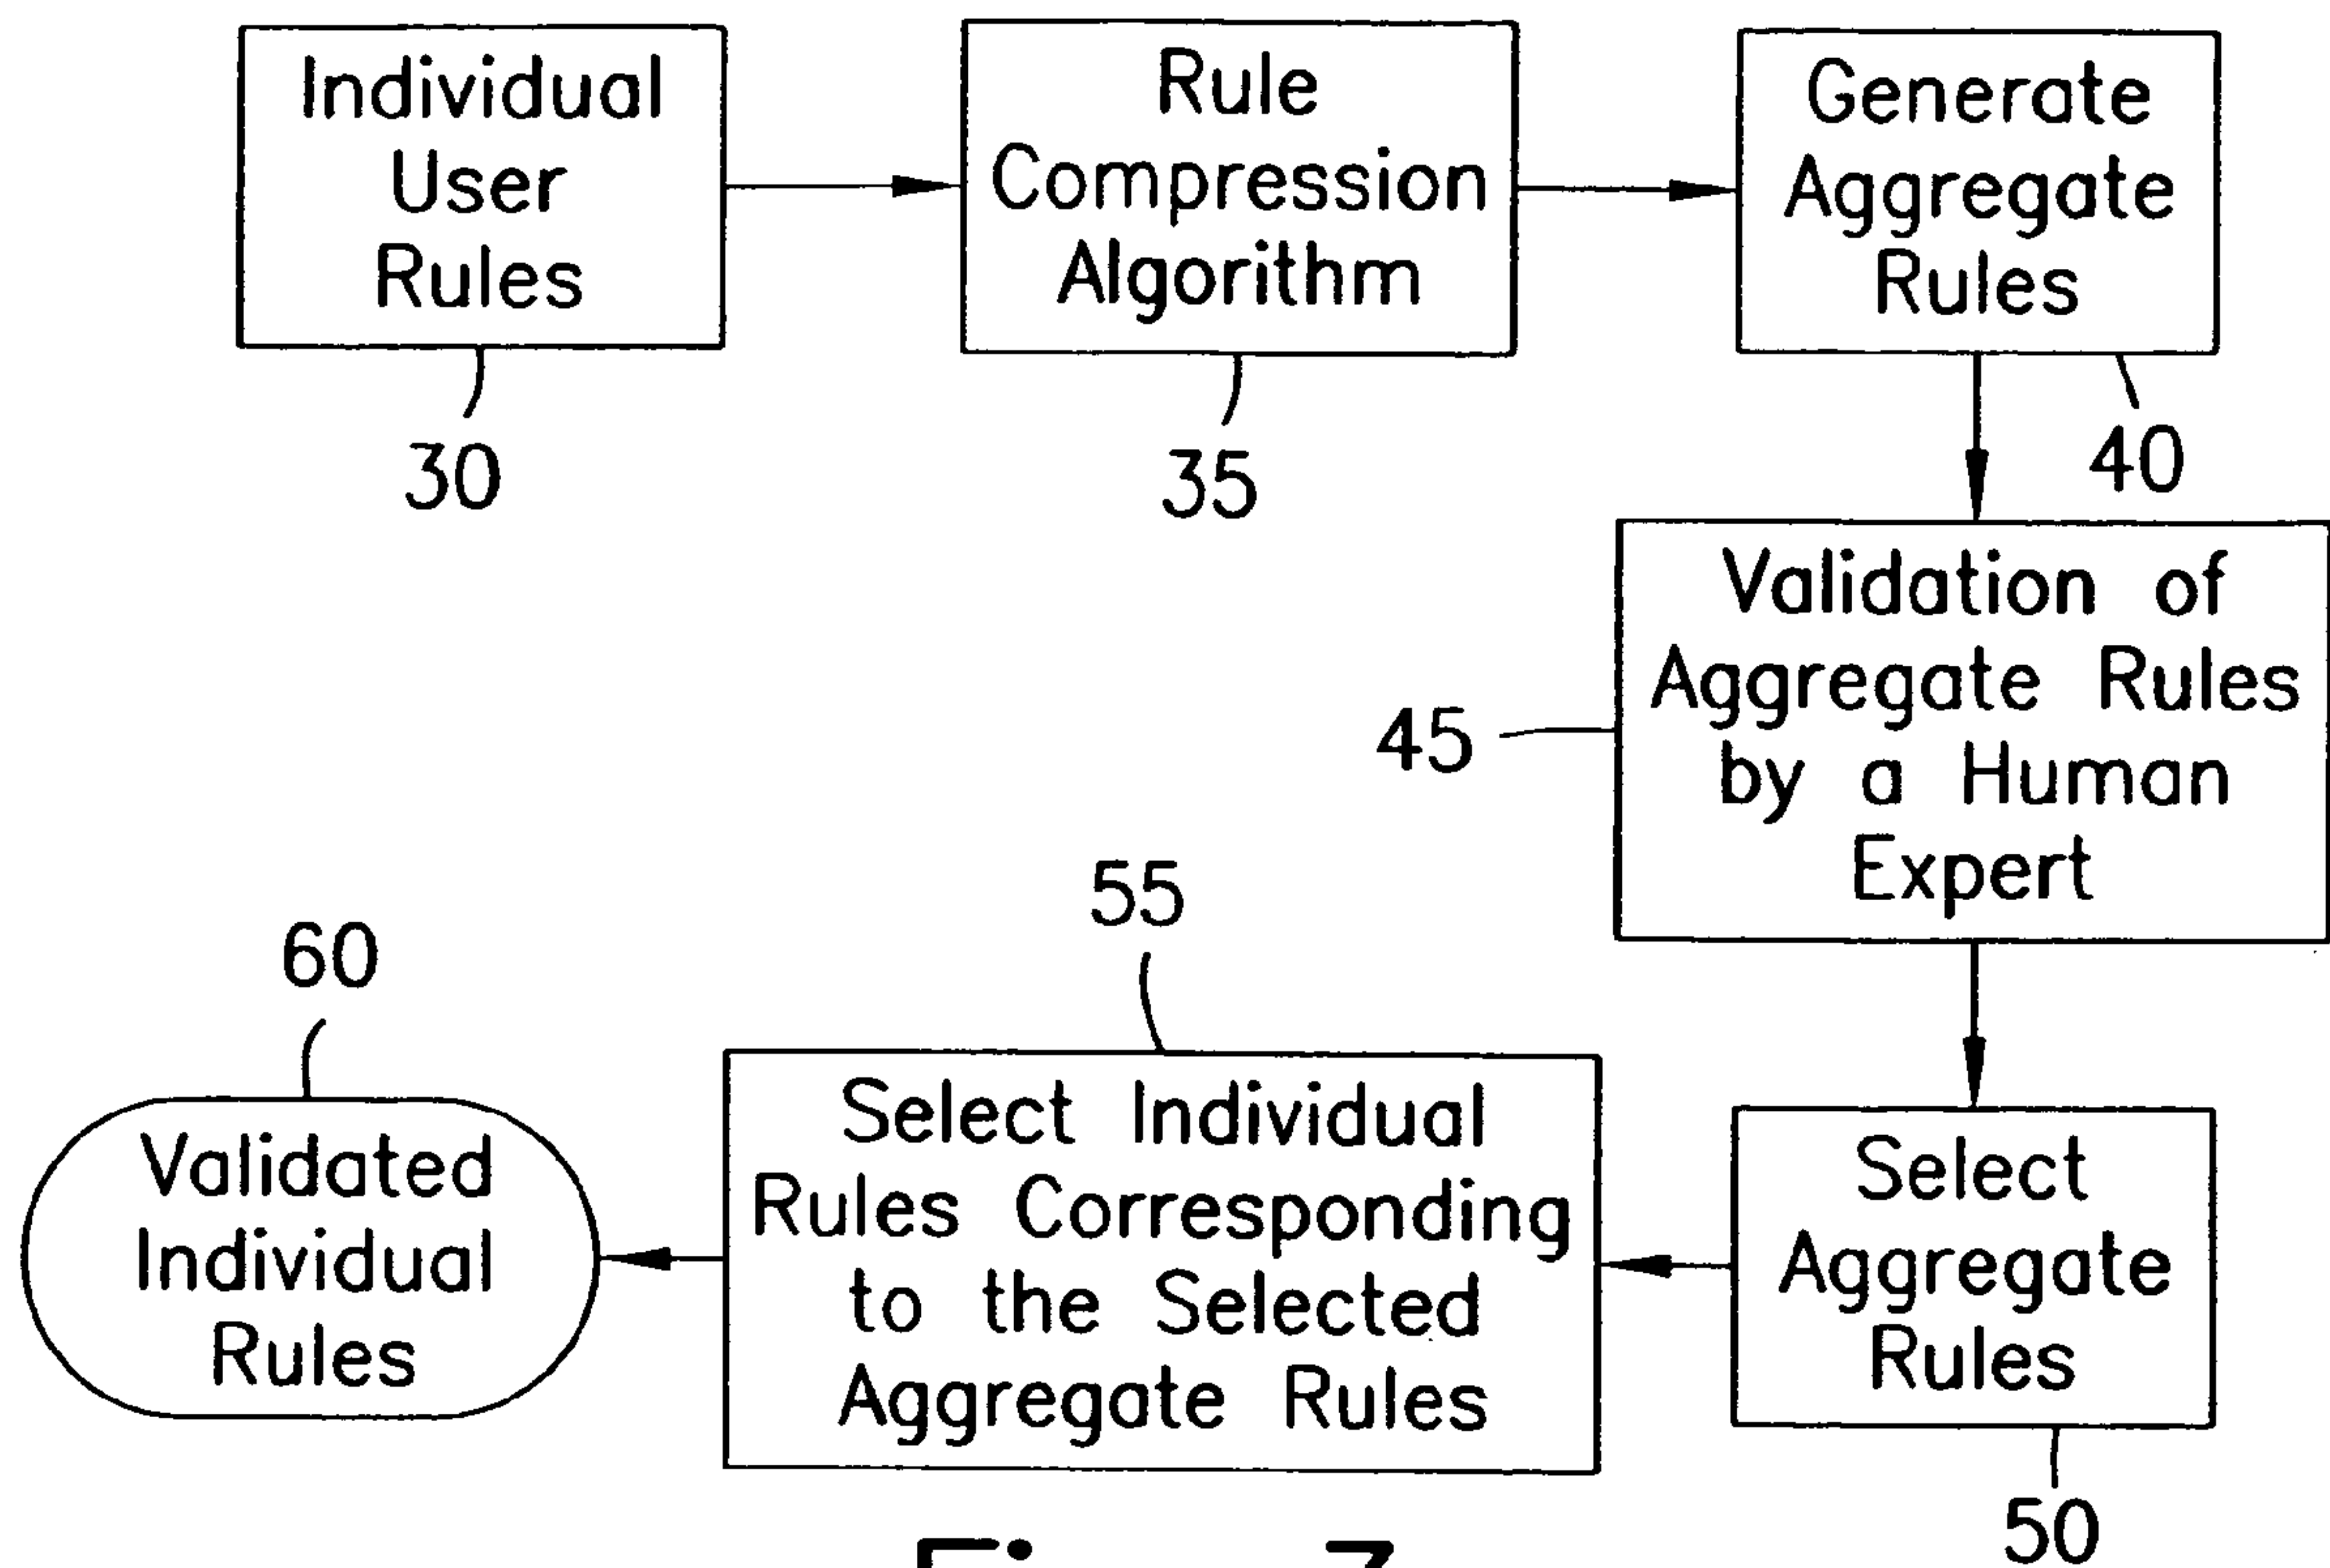 Individual
User
Rules
30
Rule
Compression
Algorithm
35
Generate
Aggregate
Rules
40
Validation of
Aggregate Rules
by a Human
Expert
45
Select
Aggregate
Rules
50
Select Individual
Rules Corresponding
to the Selected
Aggregate Rules
55
Validated
Individual
Rules
60